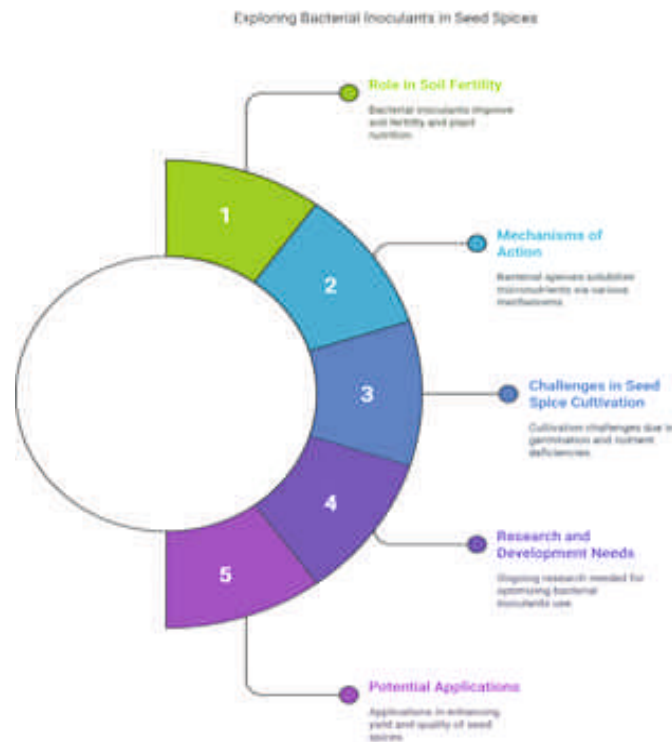 Exploring Bacterial Inoculants in Seed Spices
Role in Soil Fertility
Bacterial inoculants improve
soil fertility and plant
nutrition.
1
Mechanisms of
Action
Bacterial species solubilize
micronutrients via various
mechanisms.
2
Challenges in Seed
Spice Cultivation
Cultivation challenges due to
germination and nutrient
deficiencies.
3
4
Research and
Development Needs
Ongoing research needed for
optimizing bacterial
inoculants use.
5
Potential Applications
Applications in enhancing
yield and quality of seed
spices.